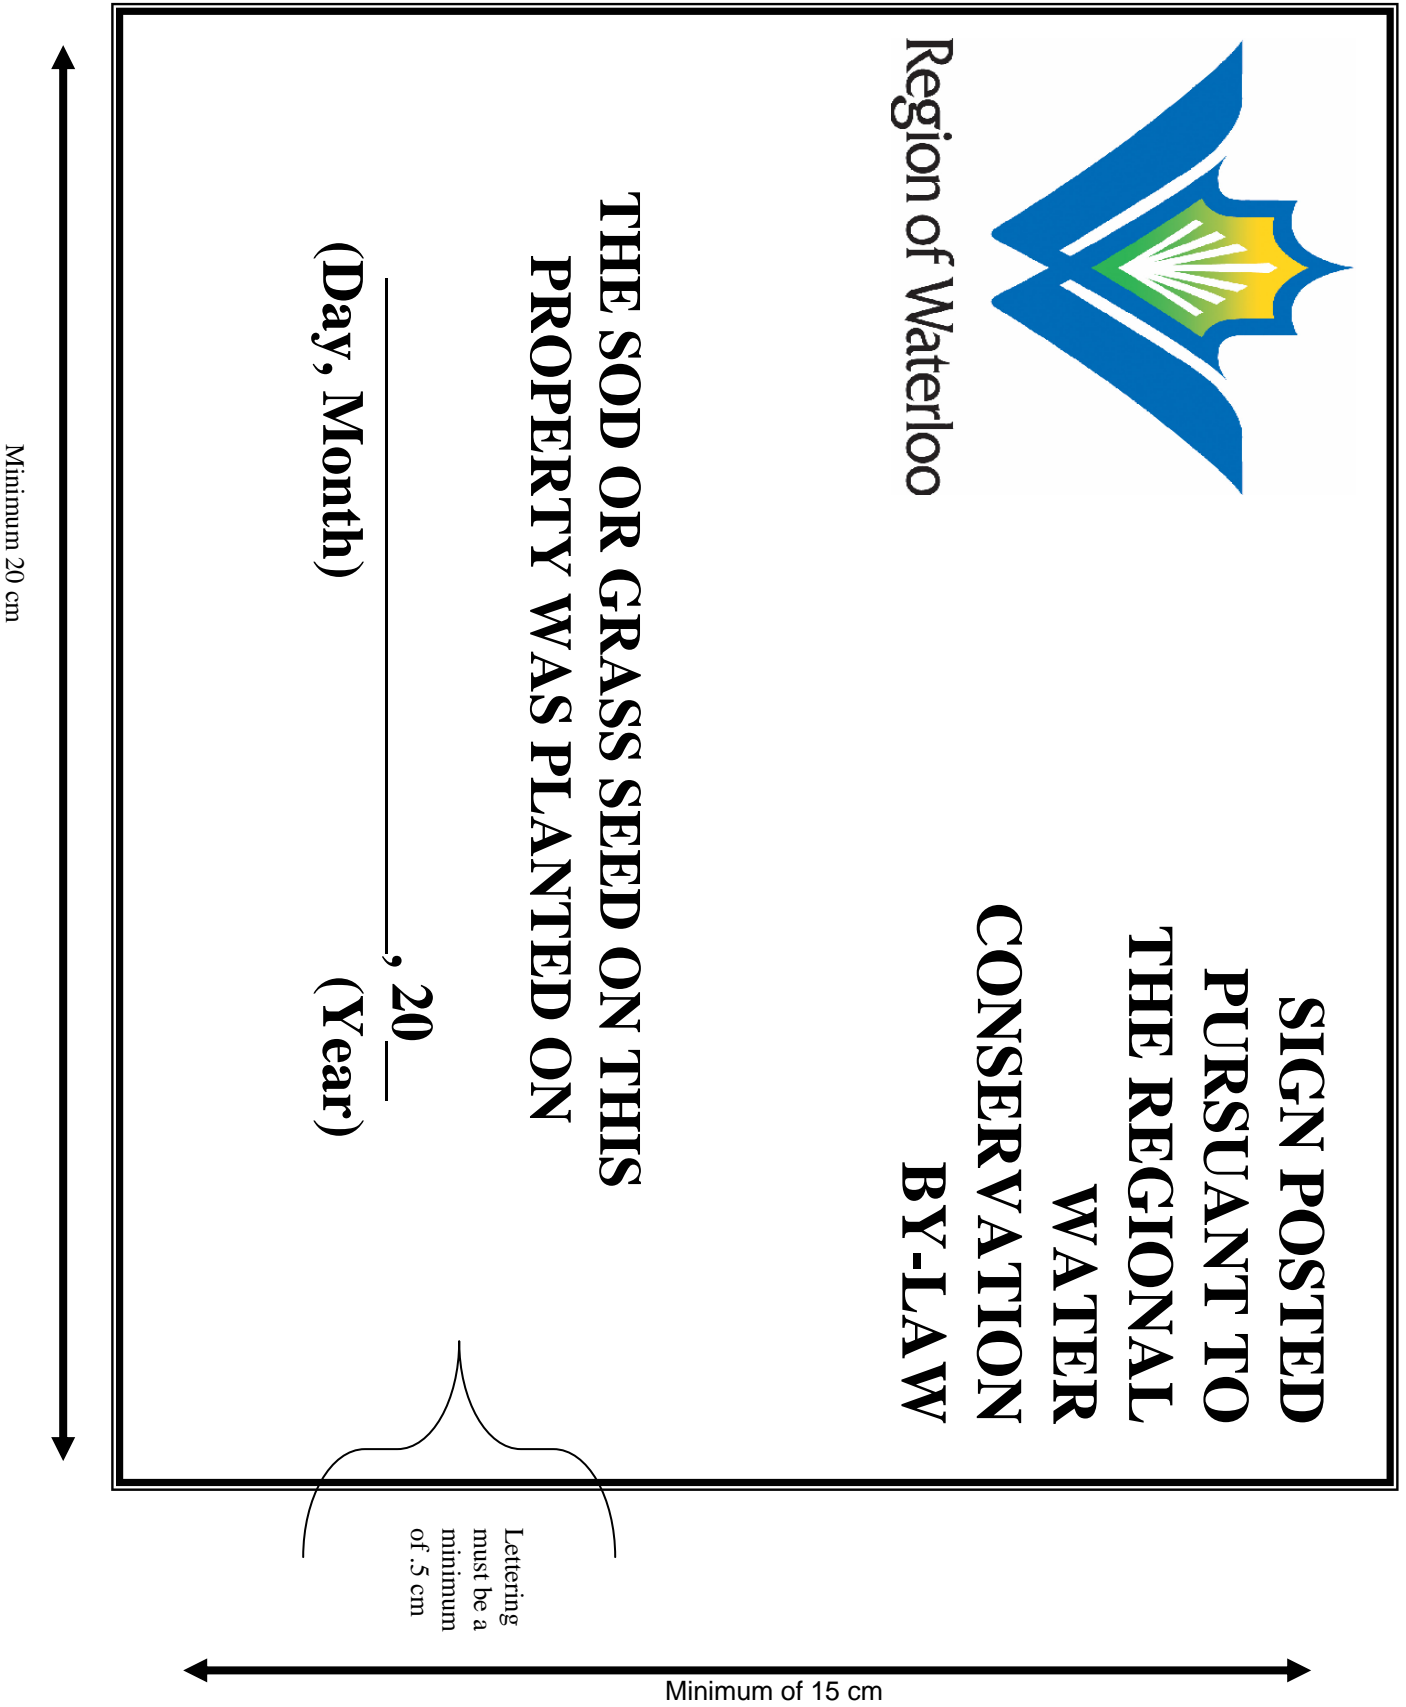 Region of Waterloo
SIGN POSTED
PURSUANT TO
THE REGIONAL
WATER
CONSERVATION
BY-LAW
THE SOD OR GRASS SEED ON THIS
PROPERTY WAS PLANTED ON
, 20
(Day, Month) (Year)
Lettering
must be a
minimum
of .5 cm
Minimum 20 cm
Minimum of 15 cm